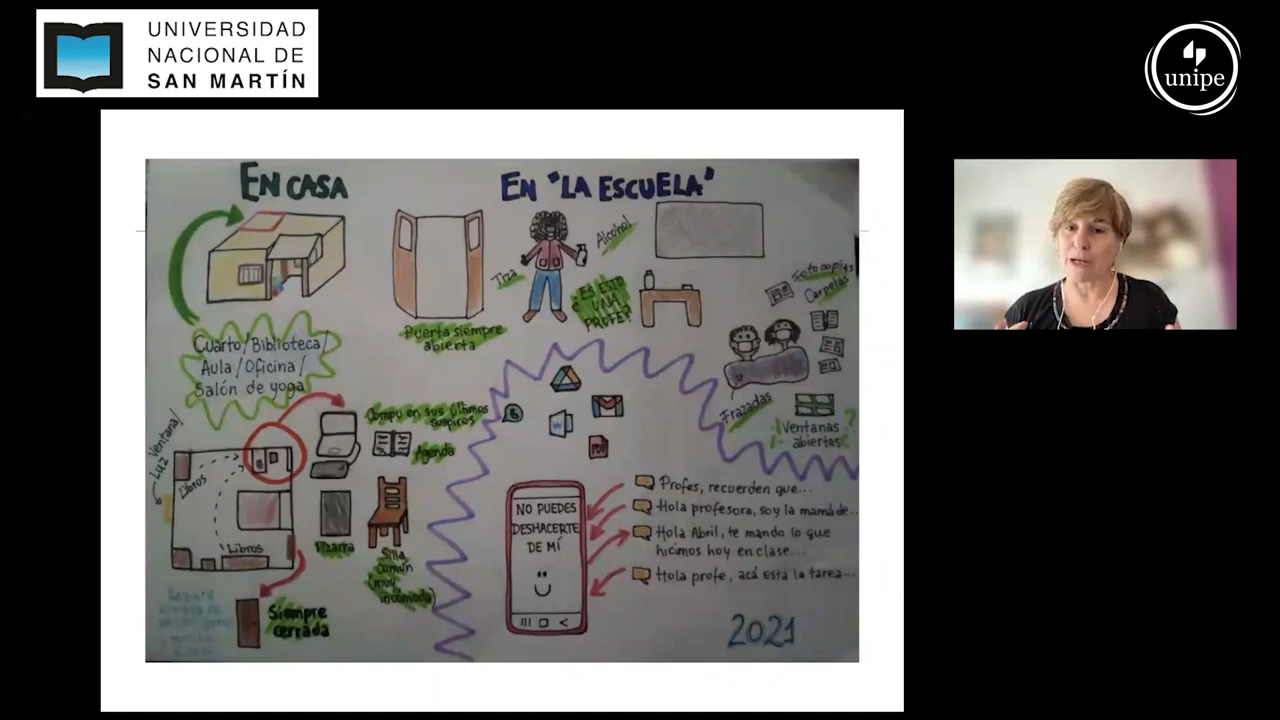 UNIVERSIDAD
NACIONAL DE
SAN MARTÍN
unipe
EN CASA
Cuarto/Biblioteca/
Aula/Oficina/
Salón de yoga
Ventana/
Luz
Libros
Libros
Compu en sus últimos
suspiros
Agenda
Pizarra
Silla
común
(muy
incómoda)
Siempre
cerrada
EN "LA ESCUELA"
Puerta siempre
abierta
Tiza
Alcohol
¿ES ESTO
UNA
PROFE?
Fotocopias
Carpetas
Frazadas
¡Ventanas
abiertas!
W
PDF
NO PUEDES
DESHACERTE
DE MÍ
Profes, recuerden que...
Hola profesora, soy la mamá de...
Hola Abril, te mando lo que
hicimos hoy en clase...
Hola profe, acá está la tarea...
2021